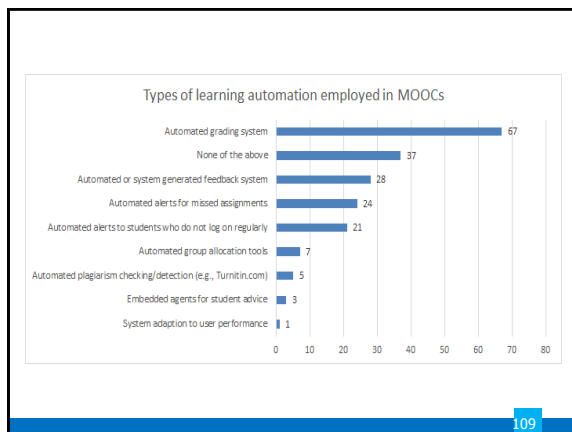 Types of learning automation employed in MOOCs
Automated grading system 67
None of the above 37
Automated or system generated feedback system 28
Automated alerts for missed assignments 24
Automated alerts to students who do not log on regularly 21
Automated group allocation tools 7
Automated plagiarism checking/detection (e.g., Turnitin.com) 5
Embedded agents for student advice 3
System adaption to user performance 1
0 10 20 30 40 50 60 70 80
109